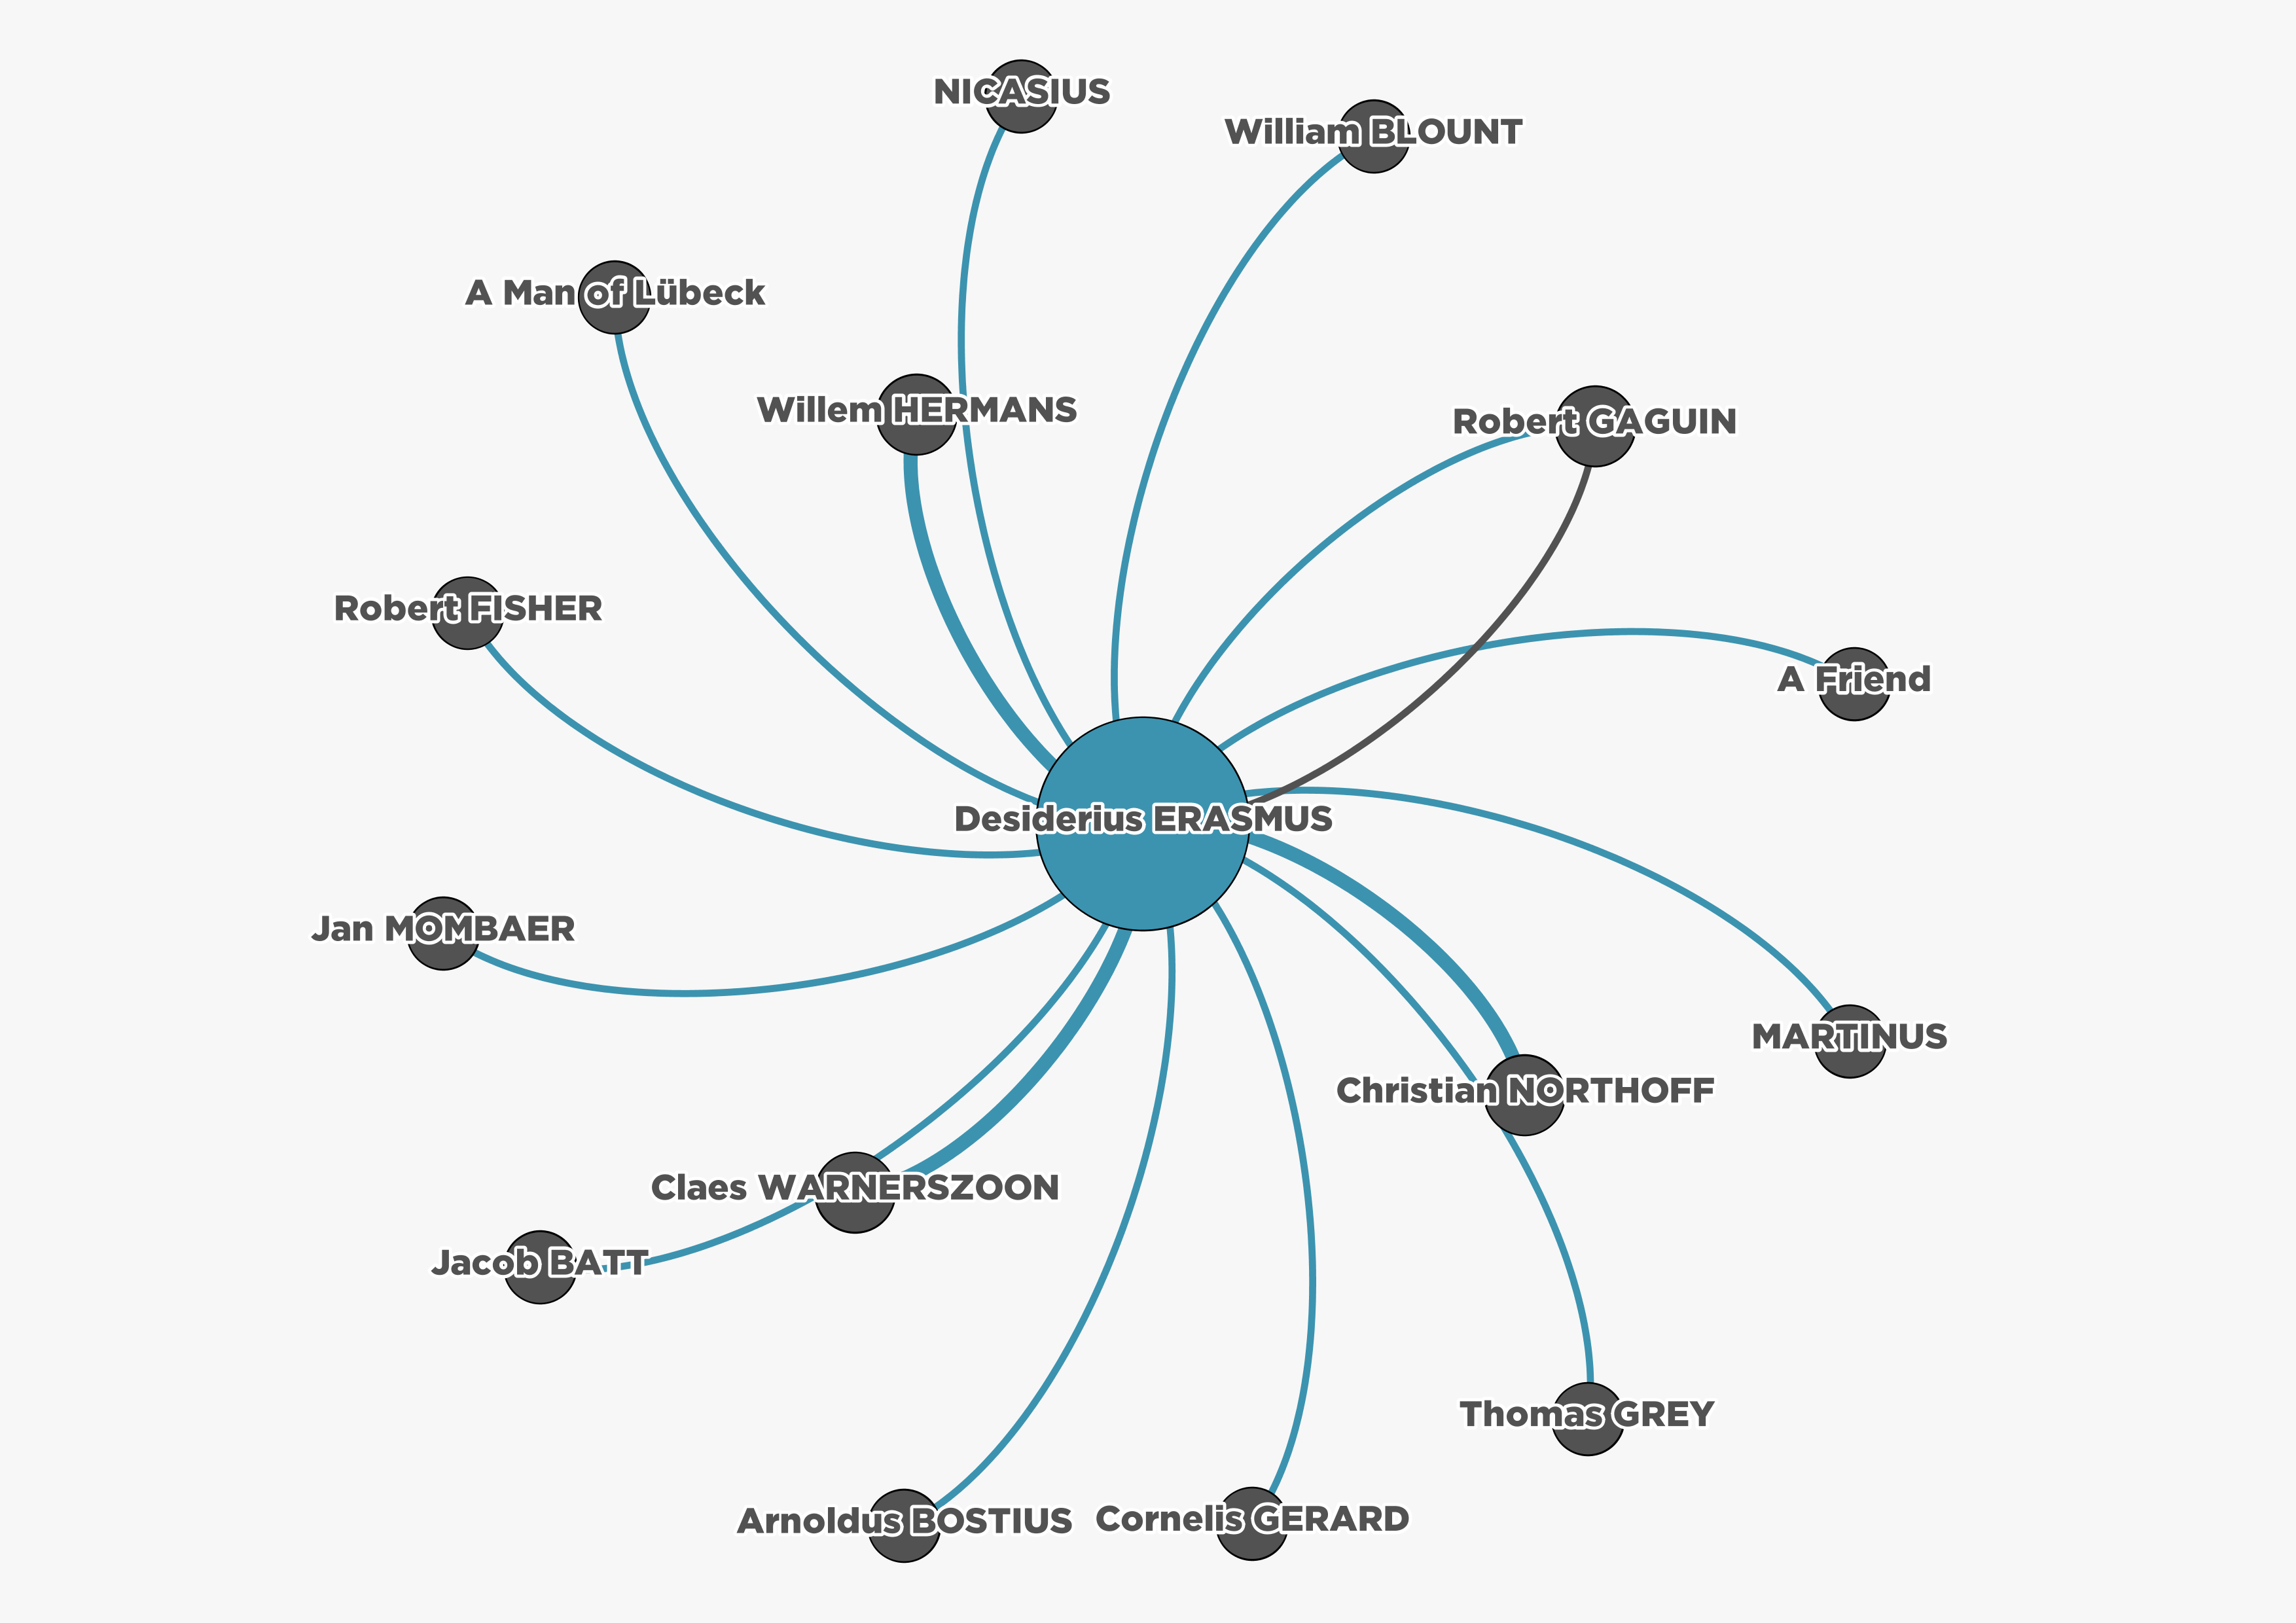 NICASIUS
William BLOUNT
A Man of Lübeck
Willem HERMANS
Robert GAGUIN
Robert FISHER
A Friend
Desiderius ERASMUS
Jan MOMBAER
MARTINUS
Christian NORTHOFF
Claes WARNERSZOON
Jacob BATT
Thomas GREY
Arnoldus BOSTIUS
Cornelis GERARD